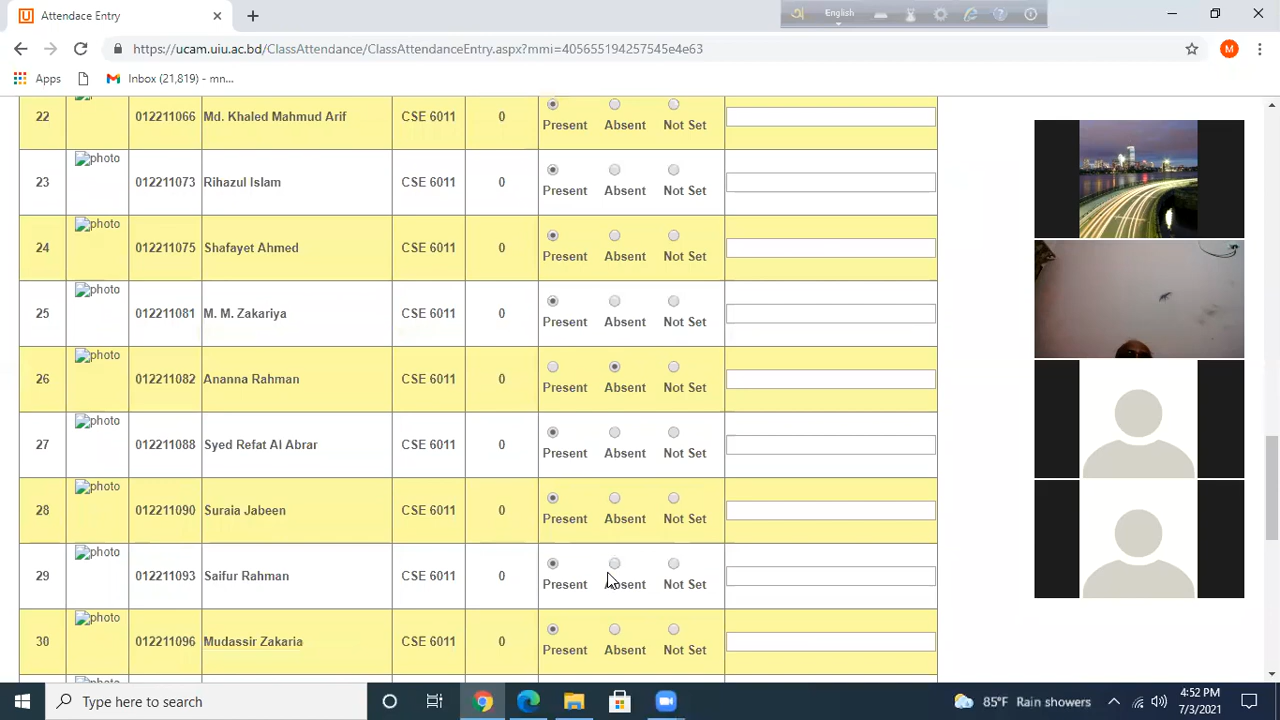 Attendace Entry
English
https://ucam.uiu.ac.bd/ClassAttendance/ClassAttendanceEntry.aspx?mmi=405655194257545e4e63
M
Apps
Inbox (21,819) - mn...
22 012211066 Md. Khaled Mahmud Arif CSE 6011 0 Present Absent Not Set
photo
23 012211073 Rihazul Islam CSE 6011 0 Present Absent Not Set
photo
24 012211075 Shafayet Ahmed CSE 6011 0 Present Absent Not Set
photo
25 012211081 M. M. Zakariya CSE 6011 0 Present Absent Not Set
photo
26 012211082 Ananna Rahman CSE 6011 0 Present Absent Not Set
photo
27 012211088 Syed Refat Al Abrar CSE 6011 0 Present Absent Not Set
photo
28 012211090 Suraia Jabeen CSE 6011 0 Present Absent Not Set
photo
29 012211093 Saifur Rahman CSE 6011 0 Present Absent Not Set
photo
30 012211096 Mudassir Zakaria CSE 6011 0 Present Absent Not Set
Type here to search
85°F Rain showers
4:52 PM
7/3/2021